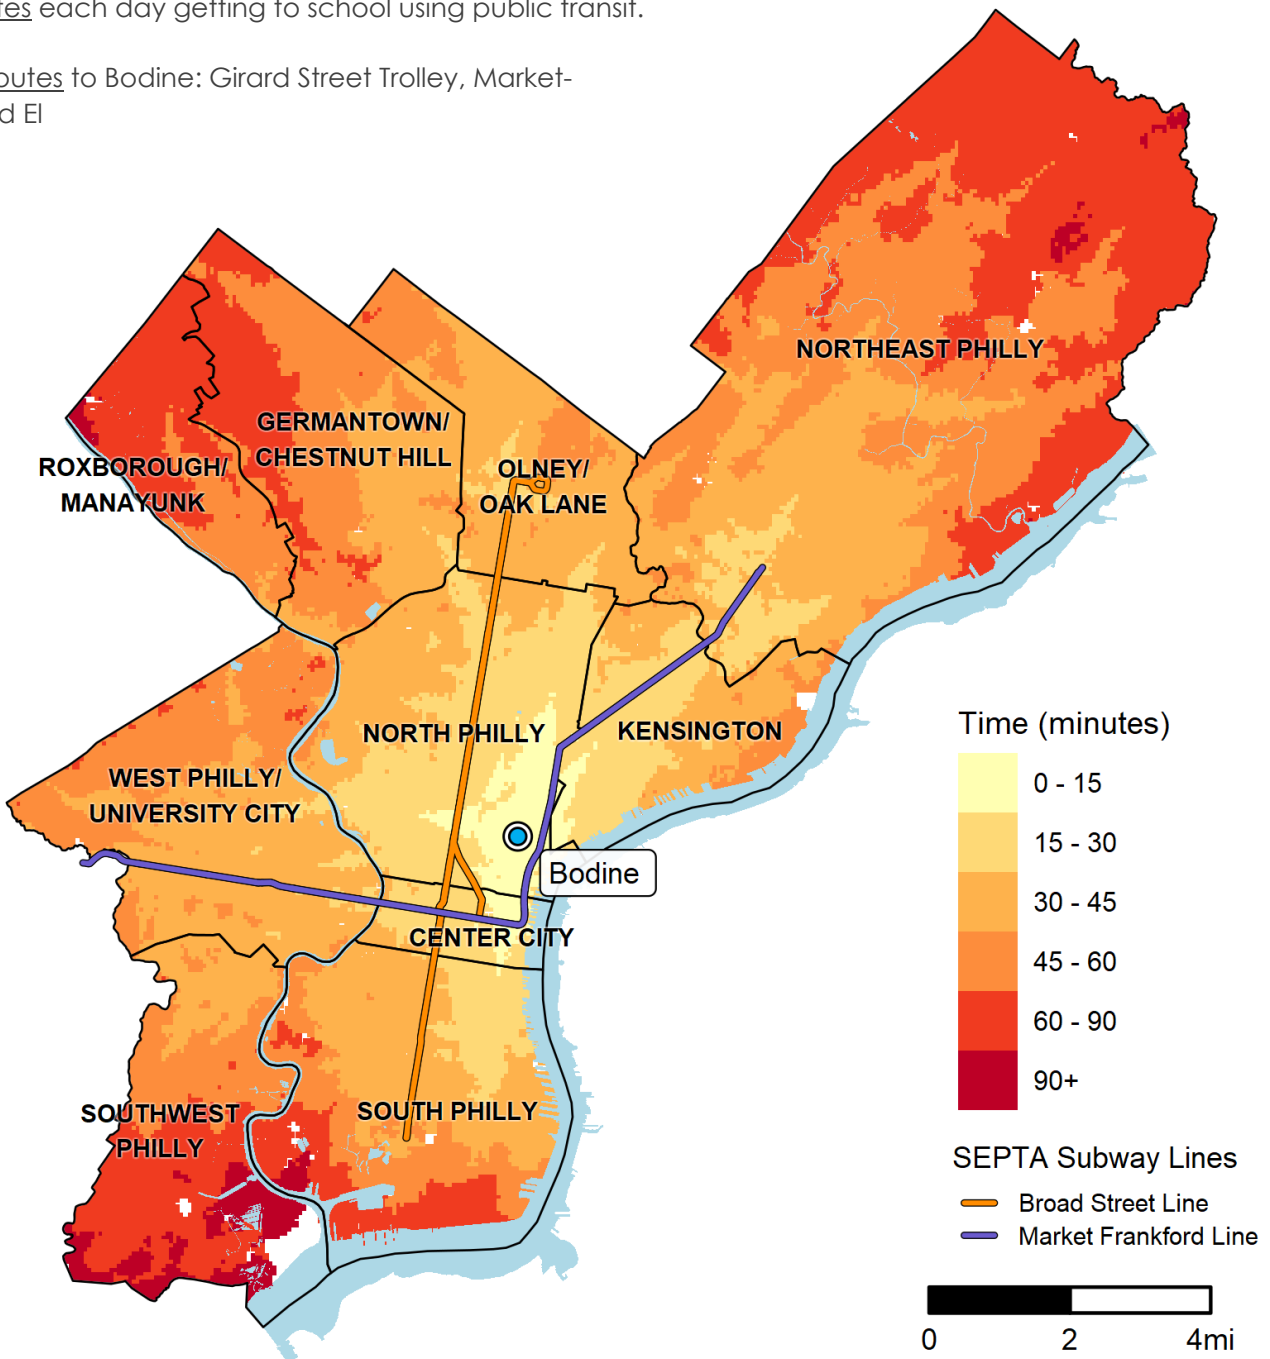 tes each day getting to school using public transit.
outes to Bodine: Girard Street Trolley, Market-
d El
NORTHEAST PHILLY
GERMANTOWN/
CHESTNUT HILL
ROXBOROUGH/
MANAYUNK
OLNEY/
OAK LANE
NORTH PHILLY
KENSINGTON
WEST PHILLY/
UNIVERSITY CITY
Bodine
CENTER CITY
SOUTHWEST
PHILLY
SOUTH PHILLY
Time (minutes)
0 - 15
15 - 30
30 - 45
45 - 60
60 - 90
90+
SEPTA Subway Lines
Broad Street Line
Market Frankford Line
0 2 4mi